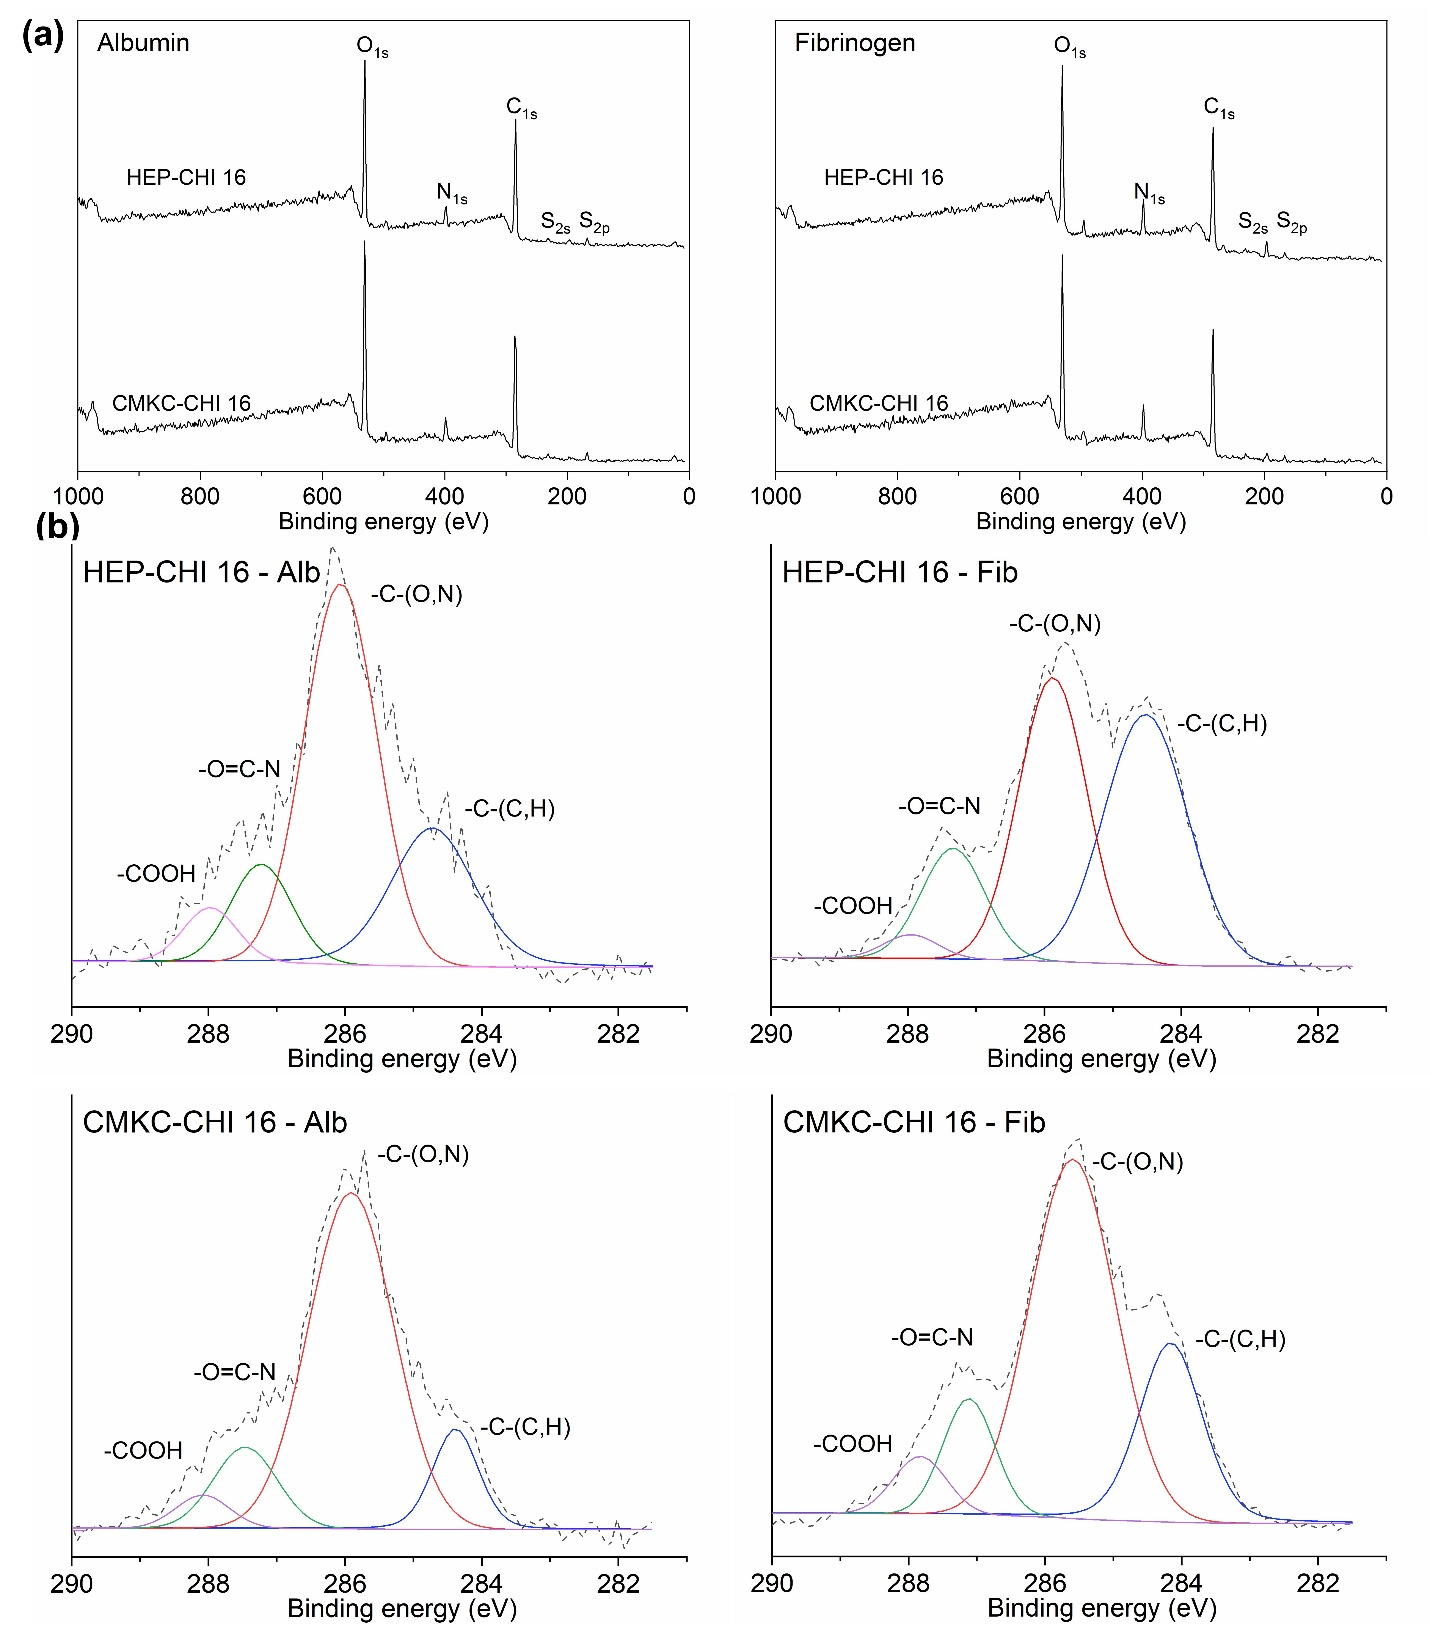 (a)
Albumin
O1s
C1s
HEP-CHI 16
N1s
S2s S2p
CMKC-CHI 16
1000 800 600 400 200 0
Binding energy (eV)
Fibrinogen
O1s
C1s
HEP-CHI 16
N1s
S2s S2p
CMKC-CHI 16
1000 800 600 400 200 0
Binding energy (eV)
(b)
HEP-CHI 16 - Alb
-C-(O,N)
-O=C-N
-C-(C,H)
-COOH
290 288 286 284 282
Binding energy (eV)
HEP-CHI 16 - Fib
-C-(O,N)
-C-(C,H)
-O=C-N
-COOH
290 288 286 284 282
Binding energy (eV)
CMKC-CHI 16 - Alb
-C-(O,N)
-O=C-N
-C-(C,H)
-COOH
290 288 286 284 282
Binding energy (eV)
CMKC-CHI 16 - Fib
-C-(O,N)
-O=C-N
-C-(C,H)
-COOH
290 288 286 284 282
Binding energy (eV)